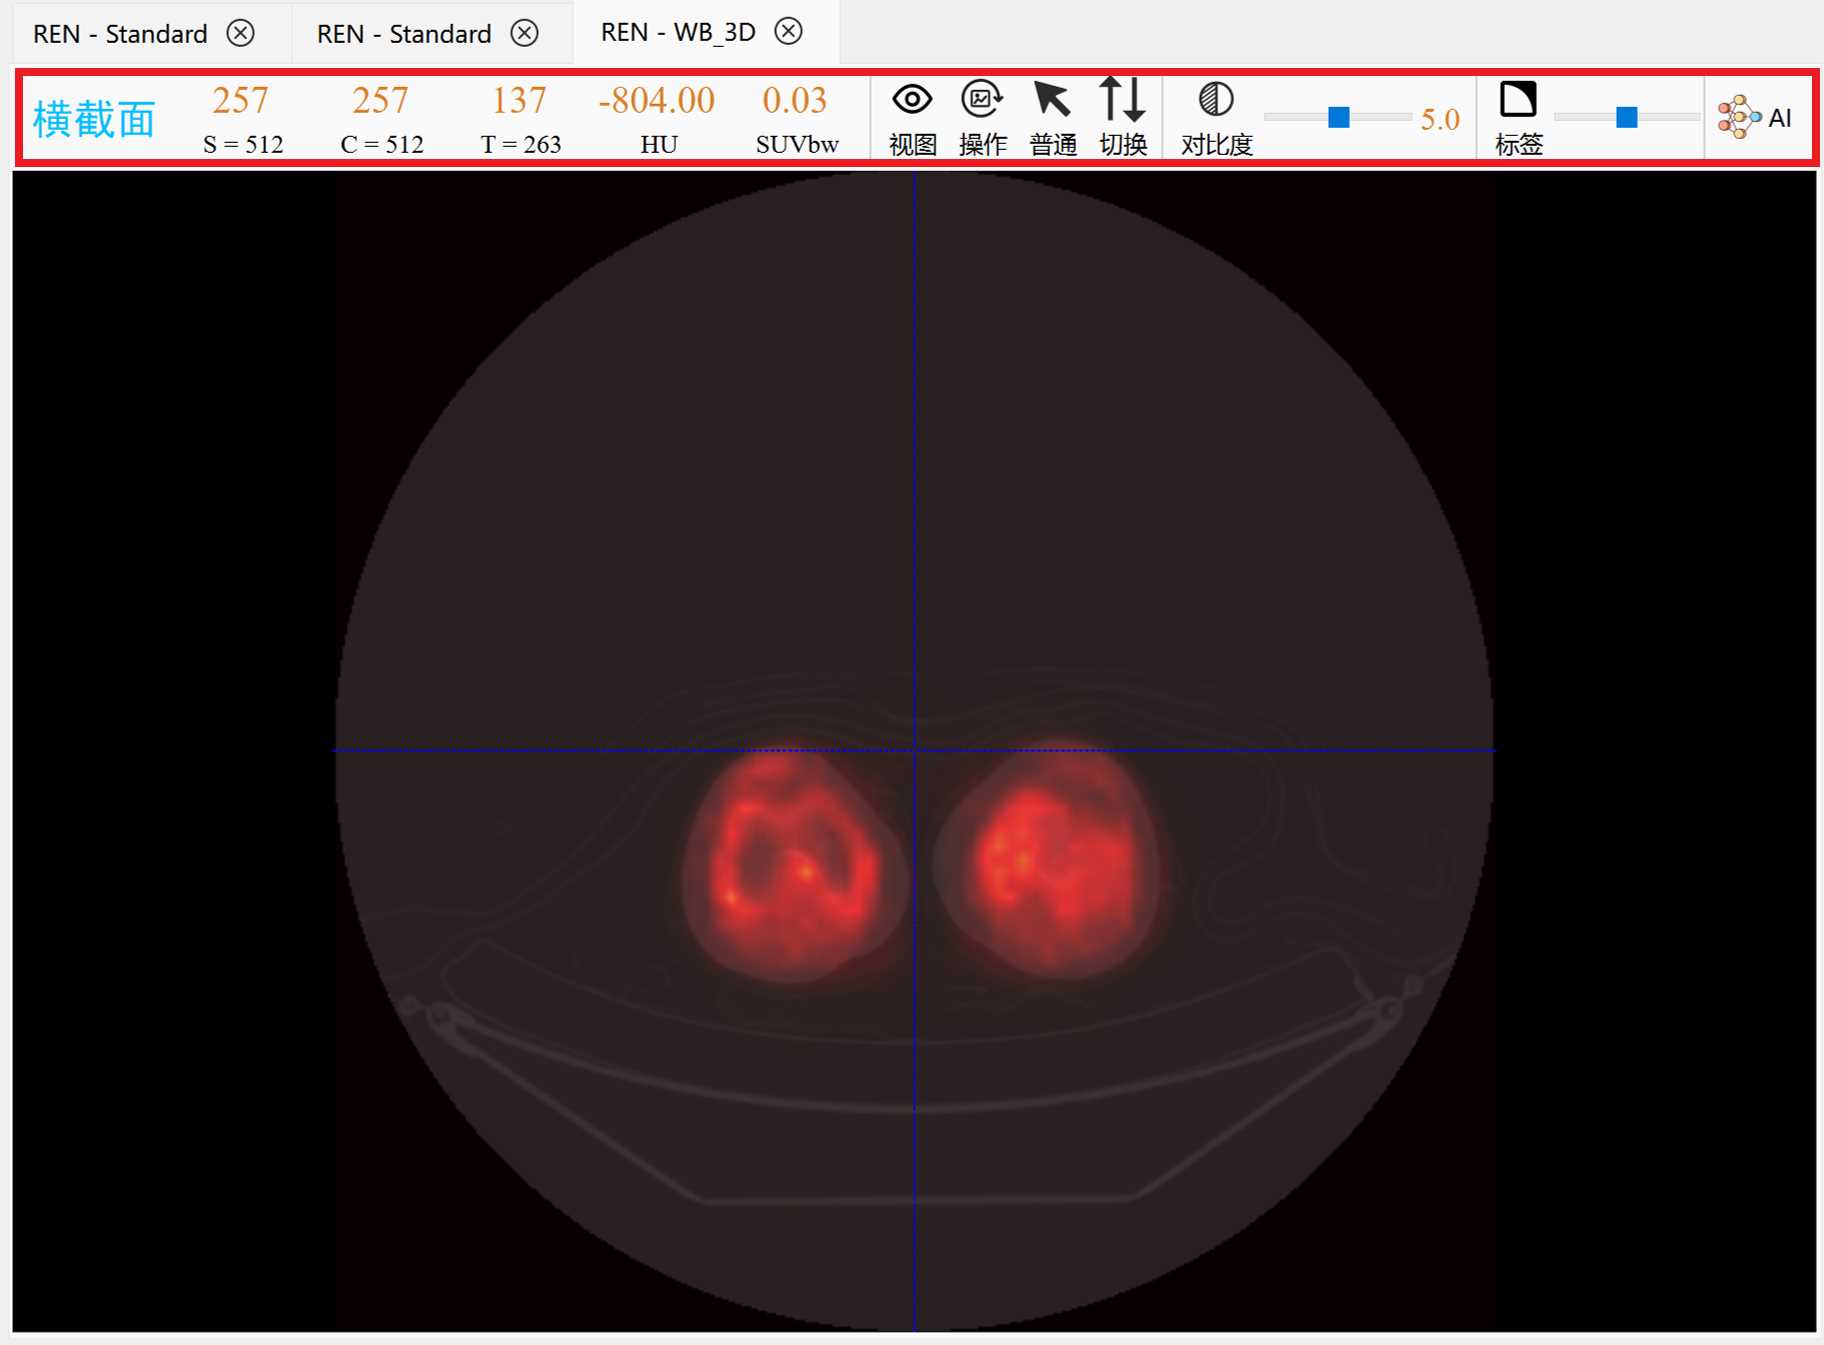 REN - Standard REN - Standard REN - WB_3D
横截面 257 257 137 -804.00 0.03
S = 512 C = 512 T = 263 HU SUVbw
视图 操作 普通 切换 对比度 5.0 标签 AI